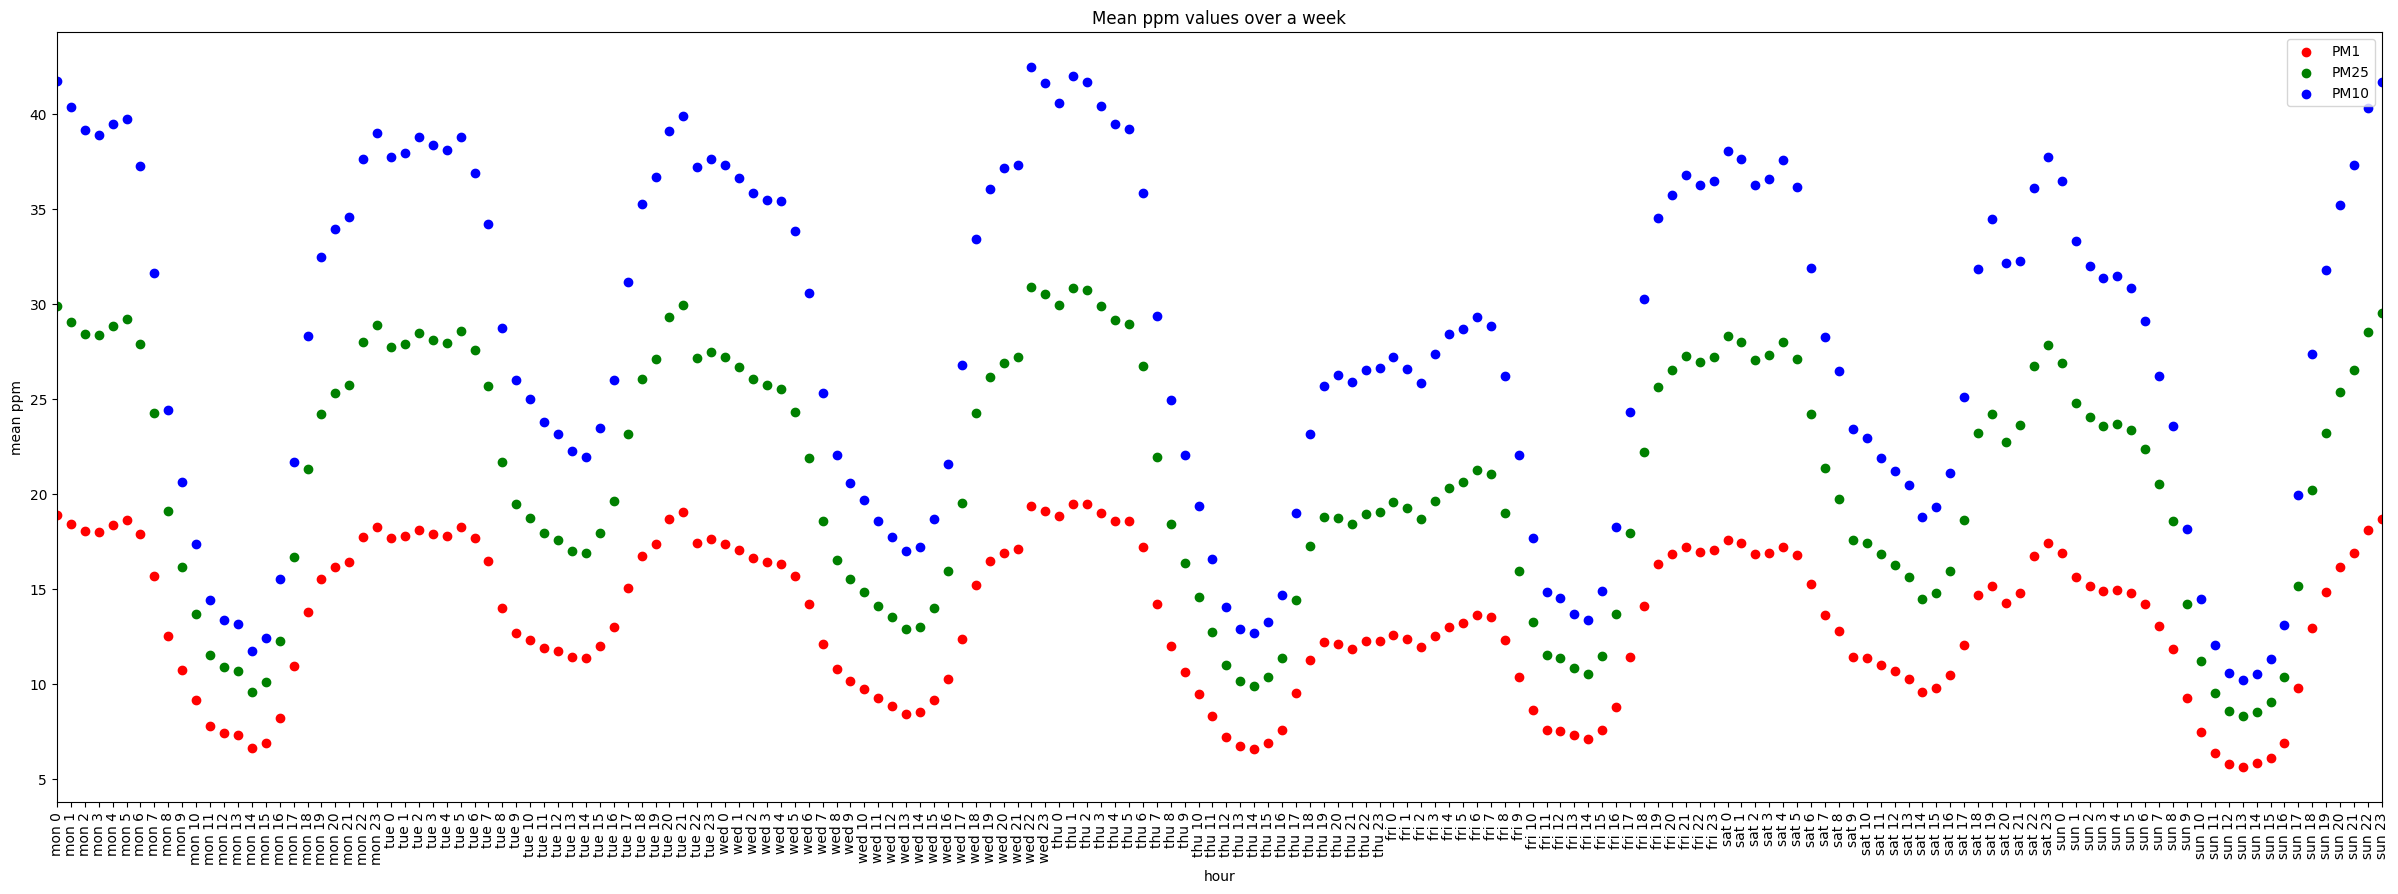 Mean ppm values over a week
PM1
PM25
PM10
mean ppm
40
35
30
25
20
15
10
5
mon 0
mon 1
mon 2
mon 3
mon 4
mon 5
mon 6
mon 7
mon 8
mon 9
mon 10
mon 11
mon 12
mon 13
mon 14
mon 15
mon 16
mon 17
mon 18
mon 19
mon 20
mon 21
mon 22
mon 23
tue 0
tue 1
tue 2
tue 3
tue 4
tue 5
tue 6
tue 7
tue 8
tue 9
tue 10
tue 11
tue 12
tue 13
tue 14
tue 15
tue 16
tue 17
tue 18
tue 19
tue 20
tue 21
tue 22
tue 23
wed 0
wed 1
wed 2
wed 3
wed 4
wed 5
wed 6
wed 7
wed 8
wed 9
wed 10
wed 11
wed 12
wed 13
wed 14
wed 15
wed 16
wed 17
wed 18
wed 19
wed 20
wed 21
wed 22
wed 23
thu 0
thu 1
thu 2
thu 3
thu 4
thu 5
thu 6
thu 7
thu 8
thu 9
thu 10
thu 11
thu 12
thu 13
thu 14
thu 15
thu 16
thu 17
thu 18
thu 19
thu 20
thu 21
thu 22
thu 23
fri 0
fri 1
fri 2
fri 3
fri 4
fri 5
fri 6
fri 7
fri 8
fri 9
fri 10
fri 11
fri 12
fri 13
fri 14
fri 15
fri 16
fri 17
fri 18
fri 19
fri 20
fri 21
fri 22
fri 23
sat 0
sat 1
sat 2
sat 3
sat 4
sat 5
sat 6
sat 7
sat 8
sat 9
sat 10
sat 11
sat 12
sat 13
sat 14
sat 15
sat 16
sat 17
sat 18
sat 19
sat 20
sat 21
sat 22
sat 23
sun 0
sun 1
sun 2
sun 3
sun 4
sun 5
sun 6
sun 7
sun 8
sun 9
sun 10
sun 11
sun 12
sun 13
sun 14
sun 15
sun 16
sun 17
sun 18
sun 19
sun 20
sun 21
sun 22
sun 23
hour